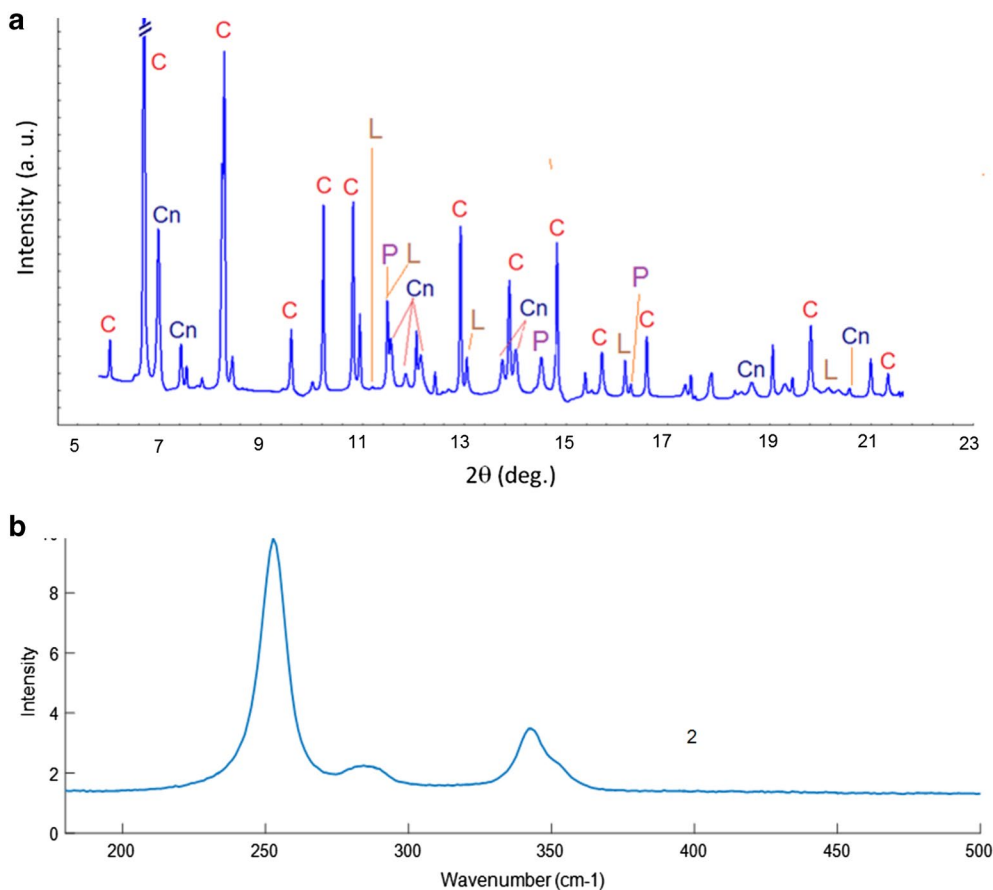 a
C
C
C
Cn
Cn
C
C
C
L
P
L
Cn
C
L
C
Cn
P
C
C
L
P
C
Cn
C
L
Cn
C
Intensity (a. u.)
5 7 9 11 13 15 17 19 21 23
2θ (deg.)
b
8
6
4
2
0
Intensity
2
200 250 300 350 400 450 500
Wavenumber (cm-1)